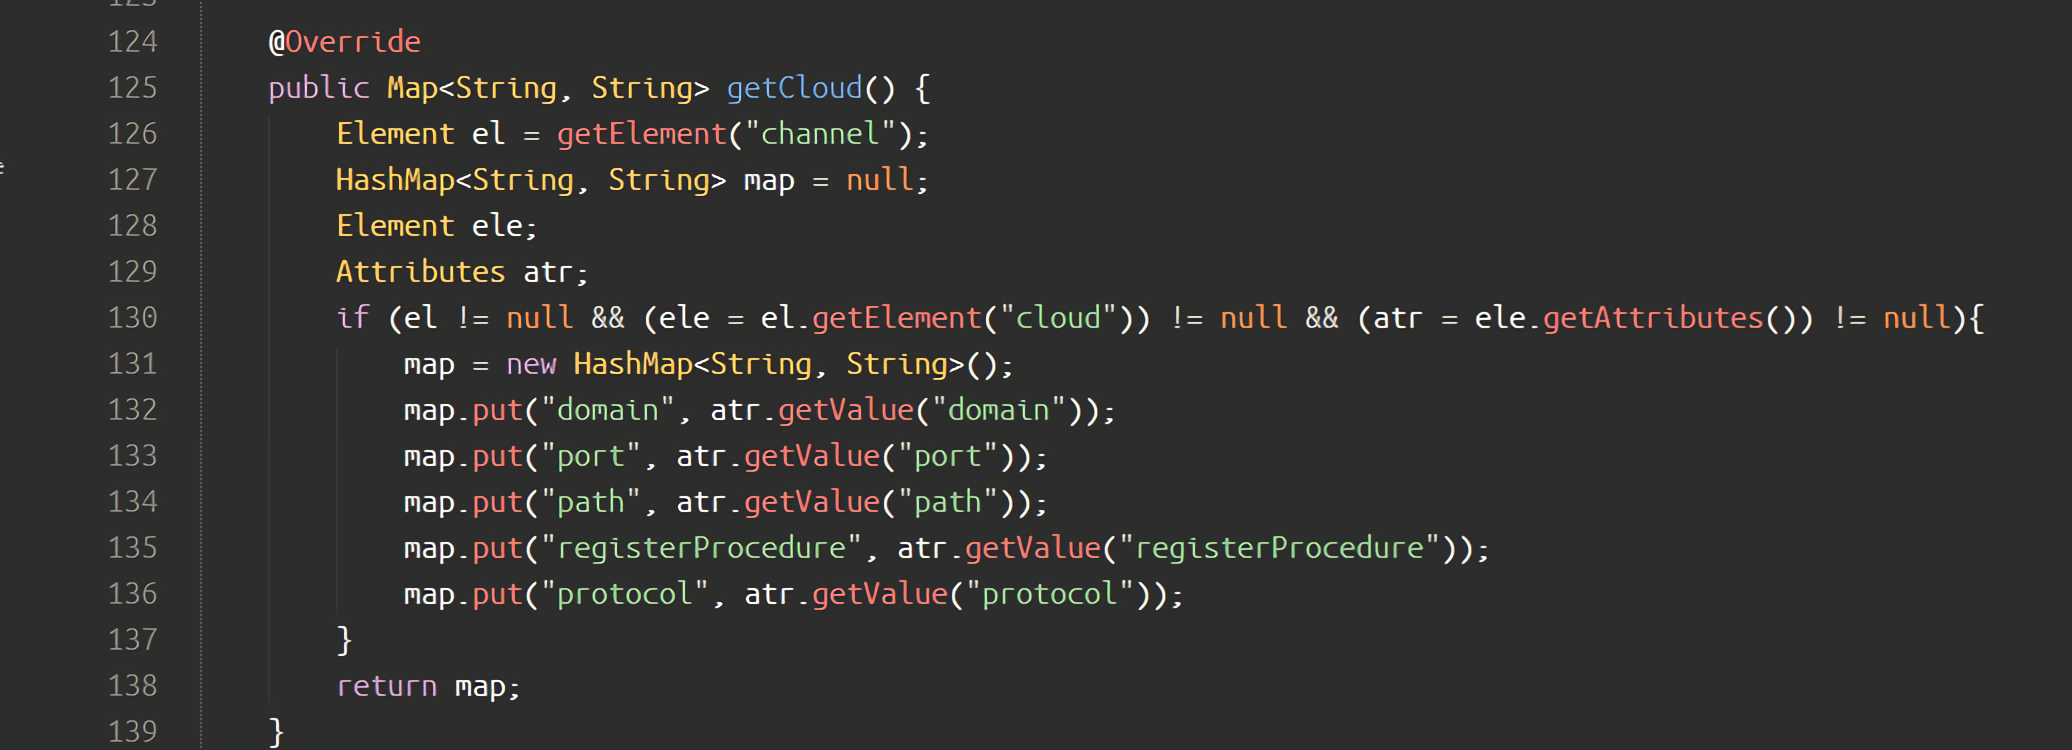 124 @Override
125 public Map<String, String> getCloud() {
126 Element el = getElement("channel");
127 HashMap<String, String> map = null;
128 Element ele;
129 Attributes atr;
130 if (el != null && (ele = el.getElement("cloud")) != null && (atr = ele.getAttributes()) != null){
131 map = new HashMap<String, String>();
132 map.put("domain", atr.getValue("domain"));
133 map.put("port", atr.getValue("port"));
134 map.put("path", atr.getValue("path"));
135 map.put("registerProcedure", atr.getValue("registerProcedure"));
136 map.put("protocol", atr.getValue("protocol"));
137 }
138 return map;
139 }